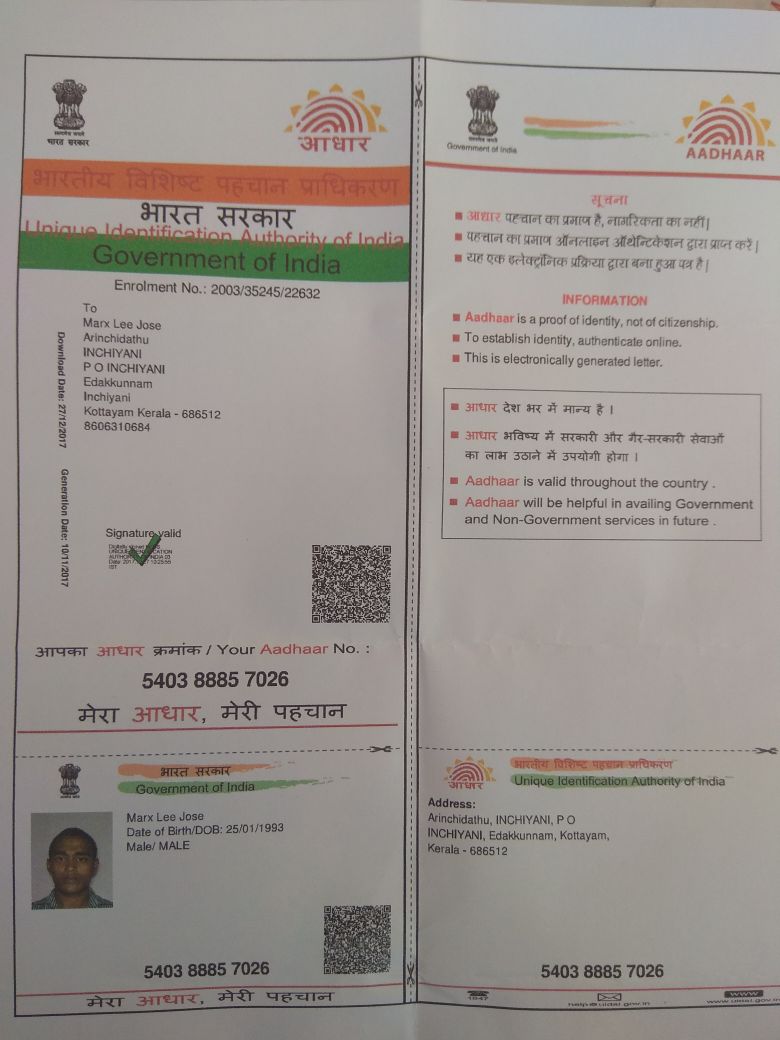 सत्यमेव जयते
भारत सरकार
आधार
भारतीय विशिष्ट पहचान प्राधिकरण
भारत सरकार
Unique Identification Authority of India
Government of India
Enrolment No.: 2003/35245/22632
To
Marx Lee Jose
Arinchidathu
INCHIYANI
P O INCHIYANI
Edakkunnam
Inchiyani
Kottayam Kerala - 686512
8606310684
Download Date: 27/12/2017
Generation Date: 10/11/2017
Signature valid
आपका आधार क्रमांक / Your Aadhaar No. :
5403 8885 7026
मेरा आधार, मेरी पहचान
भारत सरकार
Government of India
Marx Lee Jose
Date of Birth/DOB: 25/01/1993
Male/ MALE
5403 8885 7026
मेरा आधार, मेरी पहचान
Government of India
AADHAAR
सूचना
आधार पहचान का प्रमाण है, नागरिकता का नहीं |
पहचान का प्रमाण ऑनलाइन ऑथेन्टिकेशन द्वारा प्राप्त करें |
यह एक इलेक्ट्रॉनिक प्रक्रिया द्वारा बना हुआ पत्र है |
INFORMATION
Aadhaar is a proof of identity, not of citizenship.
To establish identity, authenticate online.
This is electronically generated letter.
आधार देश भर में मान्य है ।
आधार भविष्य में सरकारी और गैर-सरकारी सेवाओं
का लाभ उठाने में उपयोगी होगा ।
Aadhaar is valid throughout the country .
Aadhaar will be helpful in availing Government
and Non-Government services in future .
आधार
भारतीय विशिष्ट पहचान प्राधिकरण
Unique Identification Authority of India
Address:
Arinchidathu, INCHIYANI, P O
INCHIYANI, Edakkunnam, Kottayam,
Kerala - 686512
5403 8885 7026
1947
help@uidai.gov.in
www
www.uidai.gov.in